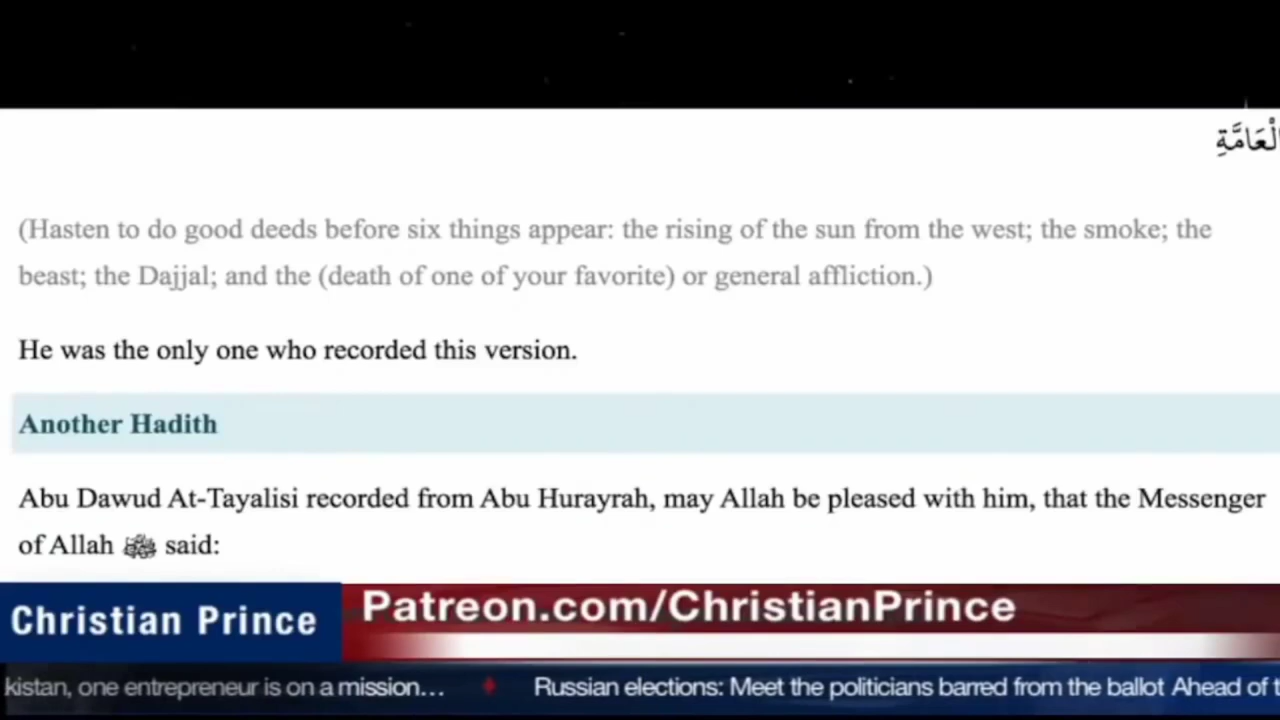 الْعَامَّةِ
(Hasten to do good deeds before six things appear: the rising of the sun from the west; the smoke; the
beast; the Dajjal; and the (death of one of your favorite) or general affliction.)
He was the only one who recorded this version.
Another Hadith
Abu Dawud At-Tayalisi recorded from Abu Hurayrah, may Allah be pleased with him, that the Messenger
of Allah ﷺ said:
Christian Prince
Patreon.com/ChristianPrince
kistan, one entrepreneur is on a mission... ♦ Russian elections: Meet the politicians barred from the ballot Ahead of t